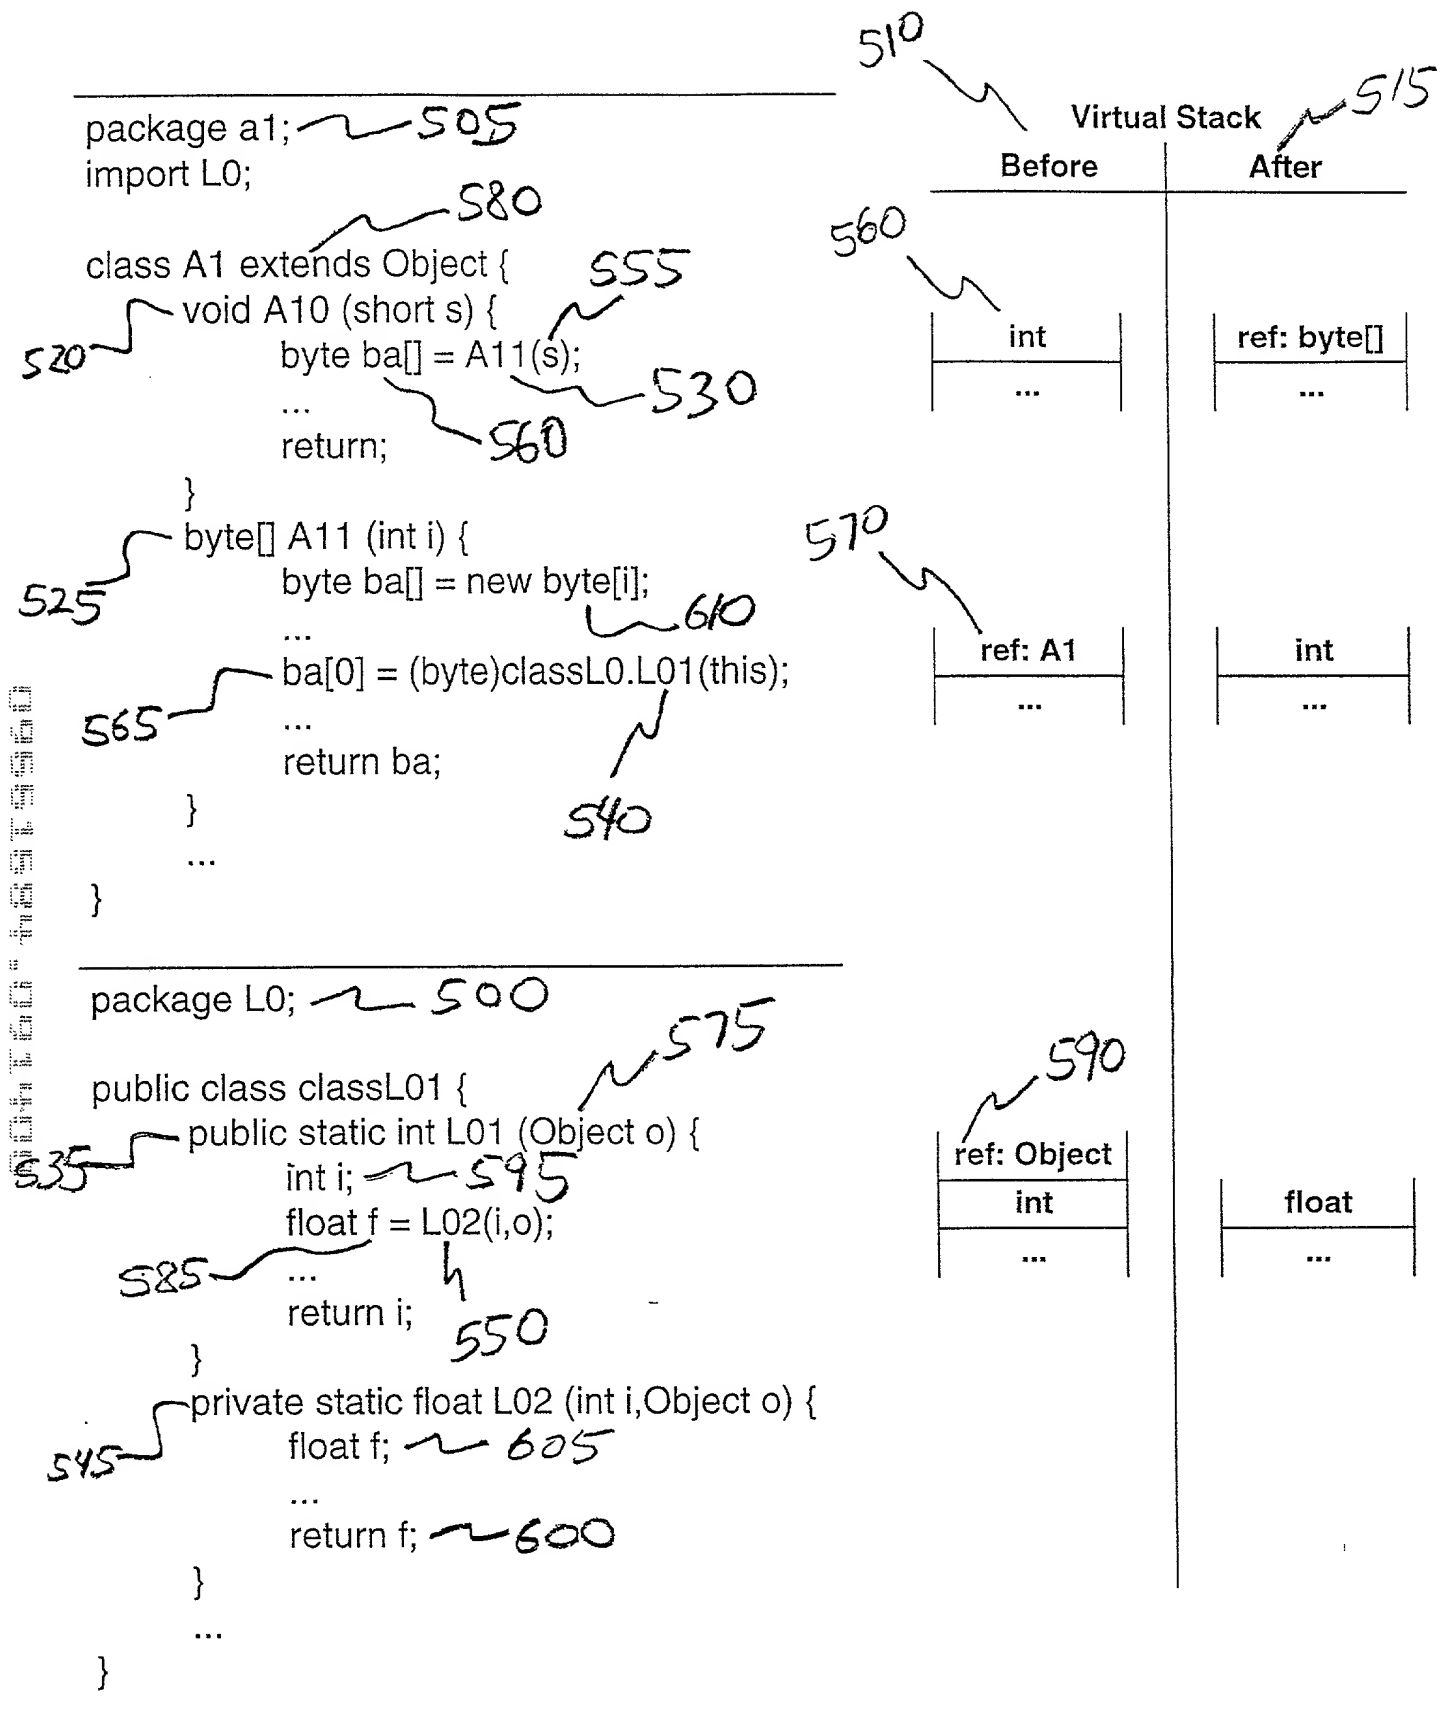 510
Virtual Stack
515
Before After
package a1; 505
import L0;
580
class A1 extends Object {
555
560
520
void A10 (short s) {
byte ba[] = A11(s);
530
int ref: byte[]
... ...
...
560
return;
}
525
byte[] A11 (int i) {
byte ba[] = new byte[i];
610
570
...
565
ba[0] = (byte)classL0.L01(this);
ref: A1 int
... ...
...
return ba;
540
}
...
}
package L0; 500
575
public class classL01 {
590
535
public static int L01 (Object o) {
int i; 595
float f = L02(i,o);
ref: Object
int float
... ...
585
...
550
return i;
}
545
private static float L02 (int i,Object o) {
float f; 605
...
return f; 600
}
...
}